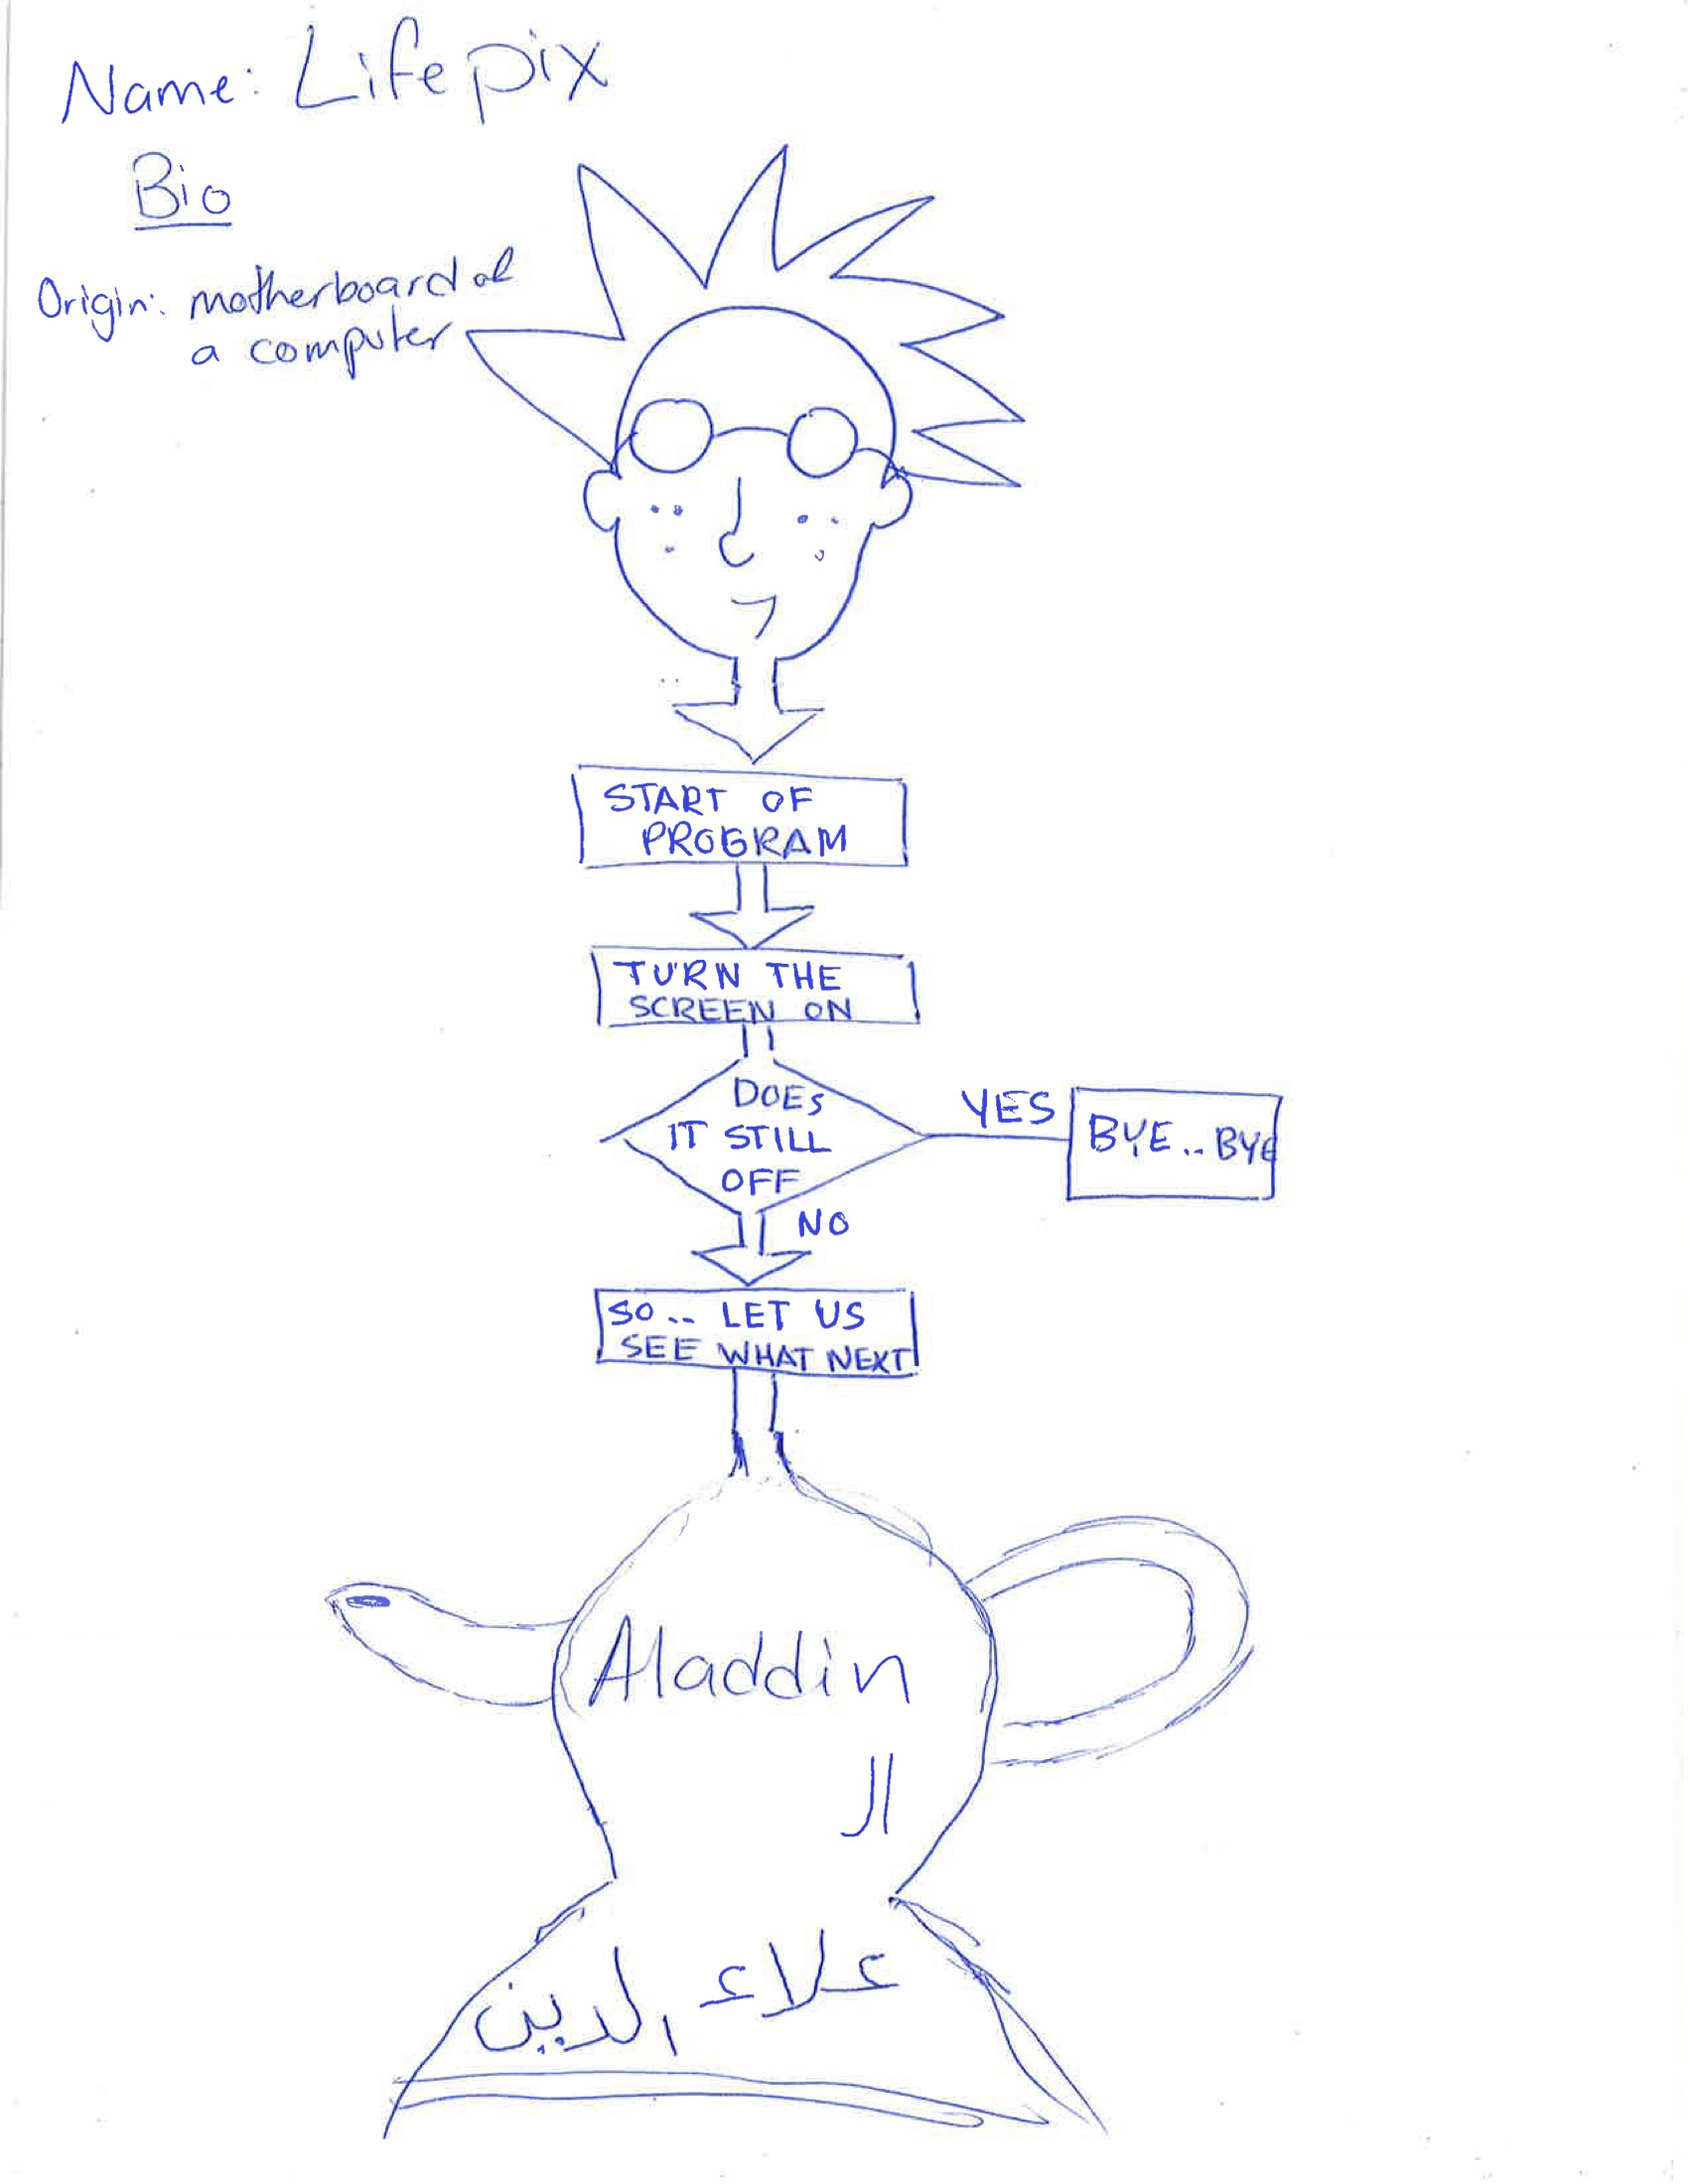 Name: Lifepix
Bio
Origin: motherboard of
a computer
START OF
PROGRAM
TURN THE
SCREEN ON
DOES
IT STILL
OFF
YES
BYE..BYE
NO
SO.. LET US
SEE WHAT NEXT
Aladdin
ال
علاء الدين